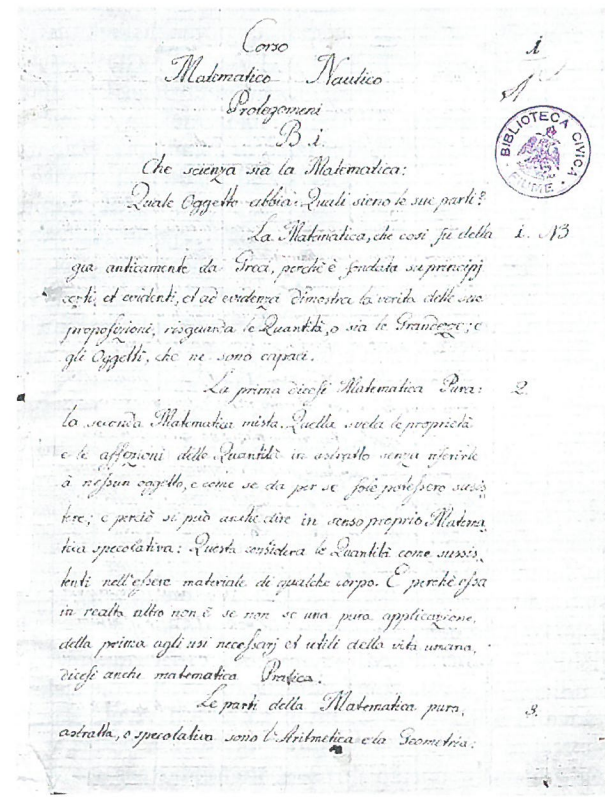 Corso
1
Matematico Nautico
Prolegomeni
BIBLIOTECA CIVICA
FIUME
Che scienza sia la Matematica:
Quale Oggetto abbia: Quali sieno le sue parti?
La Matematica, che così fù detta
1.
già anticamente da Greci, perchè è fondata su principj
certi, et evidenti, et ad evidenza dimostra la verità delle sue
proposizioni, risguarda le Quantità, o sia le Grandezze; e
gli Oggetti, che ne sono capaci.
La prima dicesi Matematica Pura:
2.
la seconda Matematica mista. Quella svela le proprietà
e le affezioni delle Quantità in astratto senza riferirle
à nessun oggetto, e come se da per se sole potessero sussis
tere; e perciò si può anche dire in senso proprio Matema
tica specolativa: Questa considera le Quantità come sussis
tenti nell'essere materiale di qualche corpo. E perchè essa
in realtà altro non è se non se una pura applicazione
della prima agli usi necessarj et utili della vita umana,
dicesi anche matematica Pratica.
Le parti della Matematica pura,
3.
astratta, o specolativa sono l'Aritmetica e la Geometria: